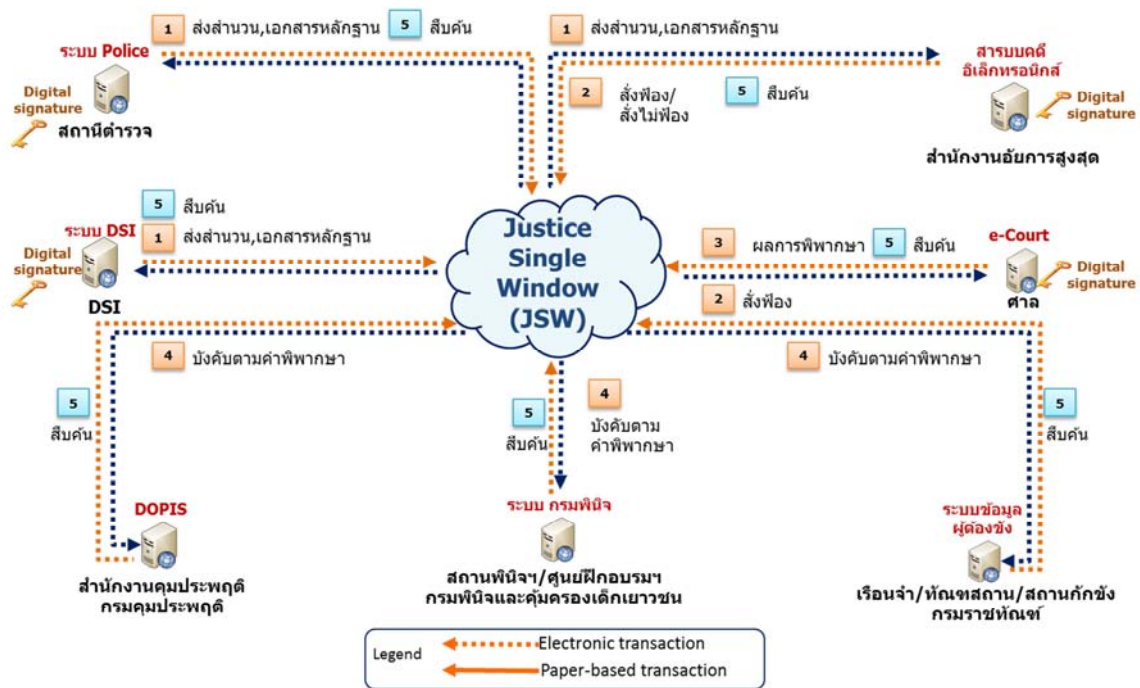 1 ส่งสำนวน,เอกสารหลักฐาน 5 สืบค้น
ระบบ Police
Digital
signature
สถานีตำรวจ
1 ส่งสำนวน,เอกสารหลักฐาน
2 สั่งฟ้อง/
สั่งไม่ฟ้อง
5 สืบค้น
สารบบคดี
อิเล็กทรอนิกส์
Digital
signature
สำนักงานอัยการสูงสุด
5 สืบค้น
ระบบ DSI
1 ส่งสำนวน,เอกสารหลักฐาน
Digital
signature
DSI
Justice
Single
Window
(JSW)
3 ผลการพิพากษา 5 สืบค้น
e-Court
2 สั่งฟ้อง
Digital
signature
ศาล
4 บังคับตามคำพิพากษา
5
สืบค้น
DOPIS
สำนักงานคุมประพฤติ
กรมคุมประพฤติ
5
สืบค้น
4
บังคับตาม
คำพิพากษา
ระบบ กรมพินิจ
สถานพินิจฯ/ศูนย์ฝึกอบรมฯ
กรมพินิจและคุ้มครองเด็กเยาวชน
4 บังคับตามคำพิพากษา
5
สืบค้น
ระบบข้อมูล
ผู้ต้องขัง
เรือนจำ/ทัณฑสถาน/สถานกักขัง
กรมราชทัณฑ์
Legend
Electronic transaction
Paper-based transaction